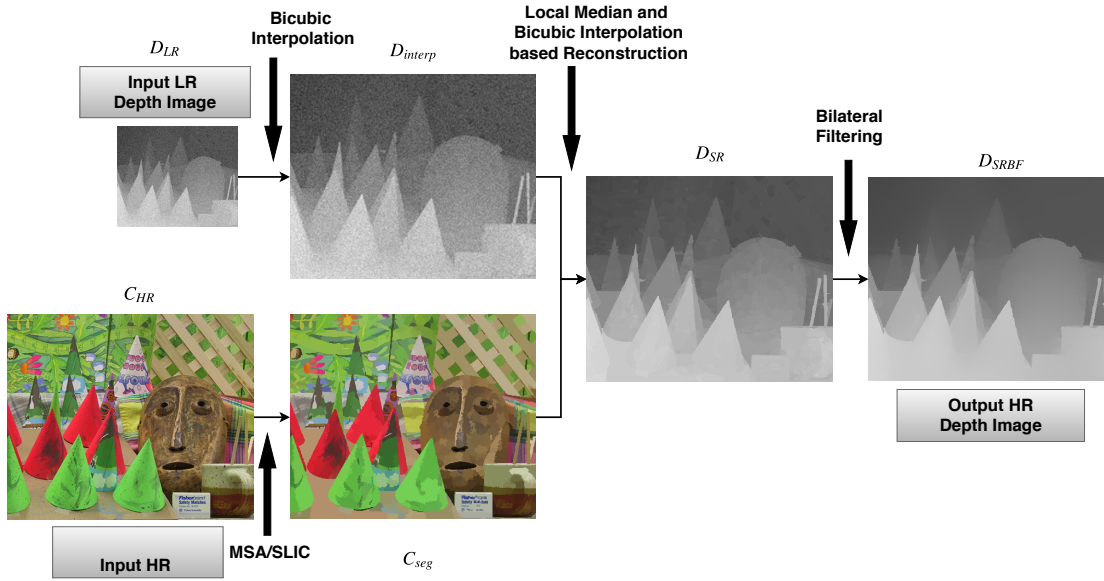 Bicubic
Interpolation
Local Median and
Bicubic Interpolation
based Reconstruction
D_LR
D_interp
Input LR
Depth Image
Bilateral
Filtering
D_SR
D_SRBF
C_HR
Output HR
Depth Image
Input HR
MSA/SLIC
C_seg